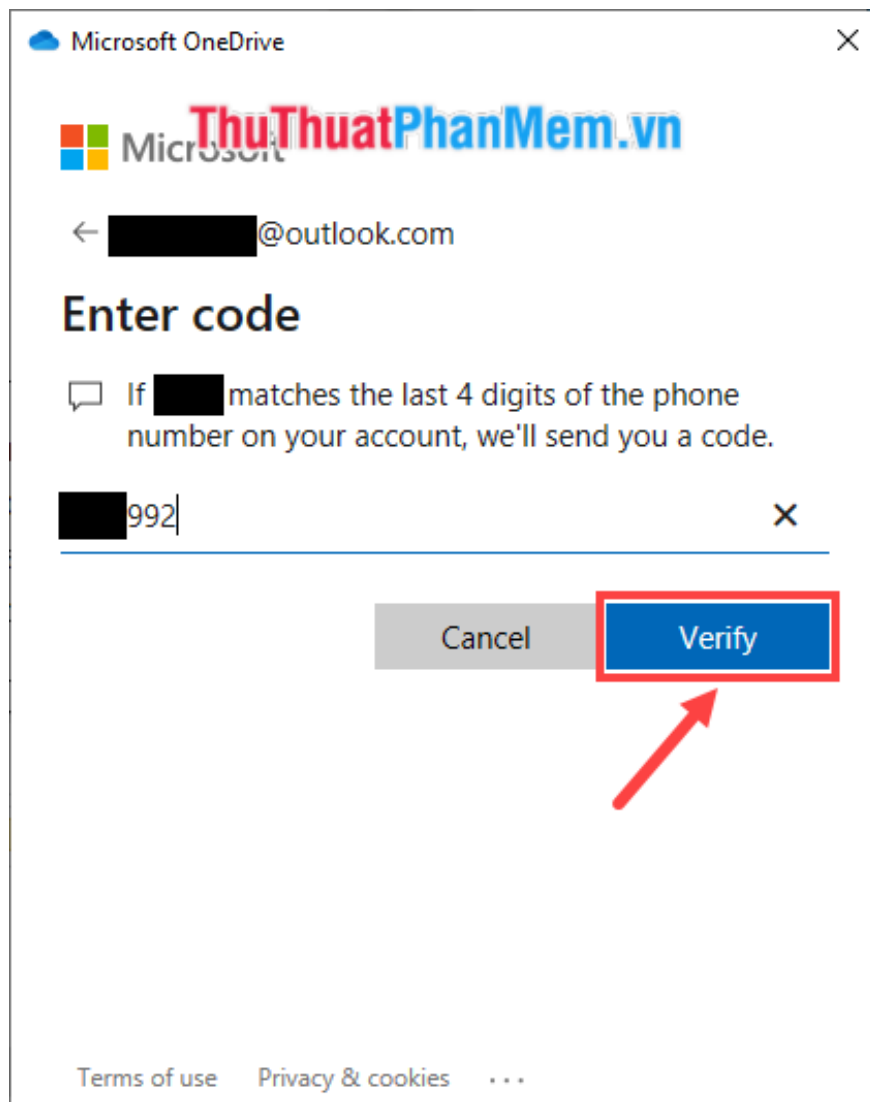 Microsoft OneDrive
ThuThuatPhanMem.vn
Microsoft
@outlook.com
Enter code
If matches the last 4 digits of the phone
number on your account, we'll send you a code.
992
Cancel
Verify
Terms of use Privacy & cookies ...